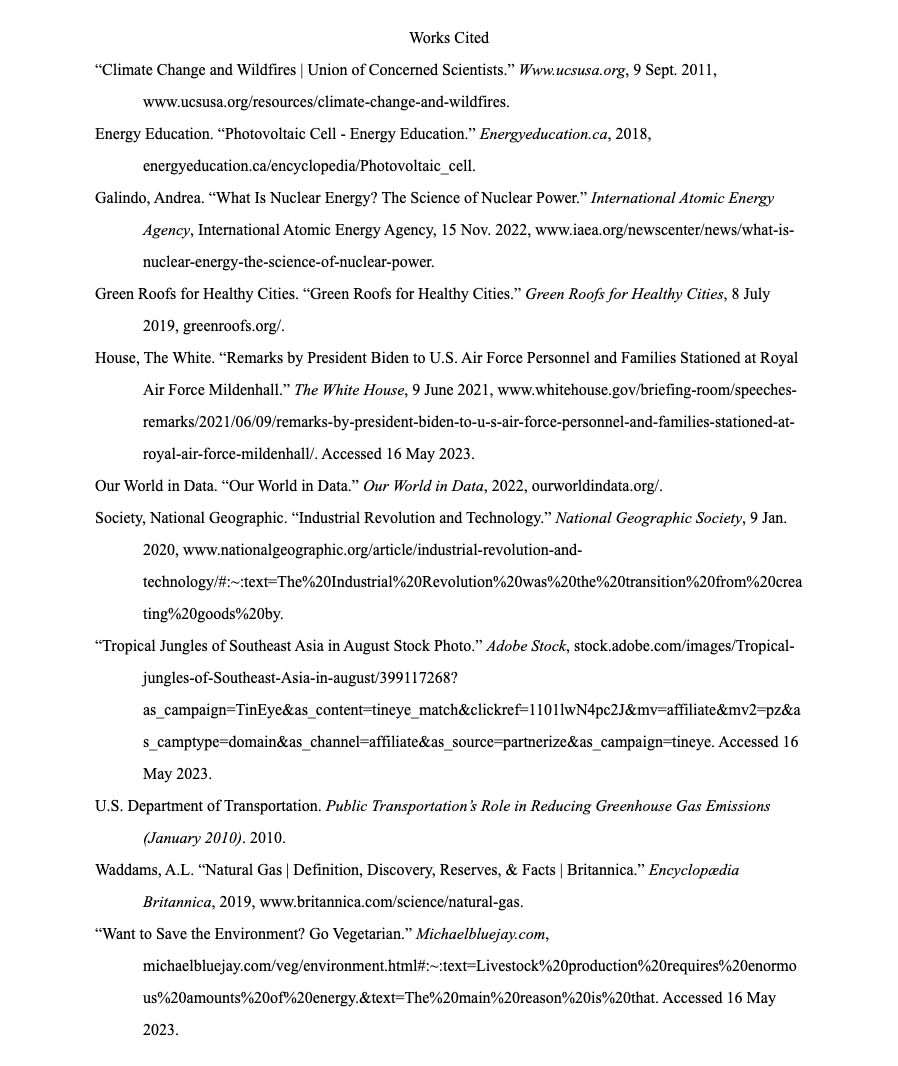 Works Cited
“Climate Change and Wildfires | Union of Concerned Scientists.” Www.ucsusa.org, 9 Sept. 2011,
www.ucsusa.org/resources/climate-change-and-wildfires.
Energy Education. “Photovoltaic Cell - Energy Education.” Energyeducation.ca, 2018,
energyeducation.ca/encyclopedia/Photovoltaic_cell.
Galindo, Andrea. “What Is Nuclear Energy? The Science of Nuclear Power.” International Atomic Energy
Agency, International Atomic Energy Agency, 15 Nov. 2022, www.iaea.org/newscenter/news/what-is-
nuclear-energy-the-science-of-nuclear-power.
Green Roofs for Healthy Cities. “Green Roofs for Healthy Cities.” Green Roofs for Healthy Cities, 8 July
2019, greenroofs.org/.
House, The White. “Remarks by President Biden to U.S. Air Force Personnel and Families Stationed at Royal
Air Force Mildenhall.” The White House, 9 June 2021, www.whitehouse.gov/briefing-room/speeches-
remarks/2021/06/09/remarks-by-president-biden-to-u-s-air-force-personnel-and-families-stationed-at-
royal-air-force-mildenhall/. Accessed 16 May 2023.
Our World in Data. “Our World in Data.” Our World in Data, 2022, ourworldindata.org/.
Society, National Geographic. “Industrial Revolution and Technology.” National Geographic Society, 9 Jan.
2020, www.nationalgeographic.org/article/industrial-revolution-and-
technology/#:~:text=The%20Industrial%20Revolution%20was%20the%20transition%20from%20crea
ting%20goods%20by.
“Tropical Jungles of Southeast Asia in August Stock Photo.” Adobe Stock, stock.adobe.com/images/Tropical-
jungles-of-Southeast-Asia-in-august/399117268?
as_campaign=TinEye&as_content=tineye_match&clickref=1101lwN4pc2J&mv=affiliate&mv2=pz&a
s_camptype=domain&as_channel=affiliate&as_source=partnerize&as_campaign=tineye. Accessed 16
May 2023.
U.S. Department of Transportation. Public Transportation’s Role in Reducing Greenhouse Gas Emissions
(January 2010). 2010.
Waddams, A.L. “Natural Gas | Definition, Discovery, Reserves, & Facts | Britannica.” Encyclopædia
Britannica, 2019, www.britannica.com/science/natural-gas.
“Want to Save the Environment? Go Vegetarian.” Michaelbluejay.com,
michaelbluejay.com/veg/environment.html#:~:text=Livestock%20production%20requires%20enormo
us%20amounts%20of%20energy.&text=The%20main%20reason%20is%20that. Accessed 16 May
2023.